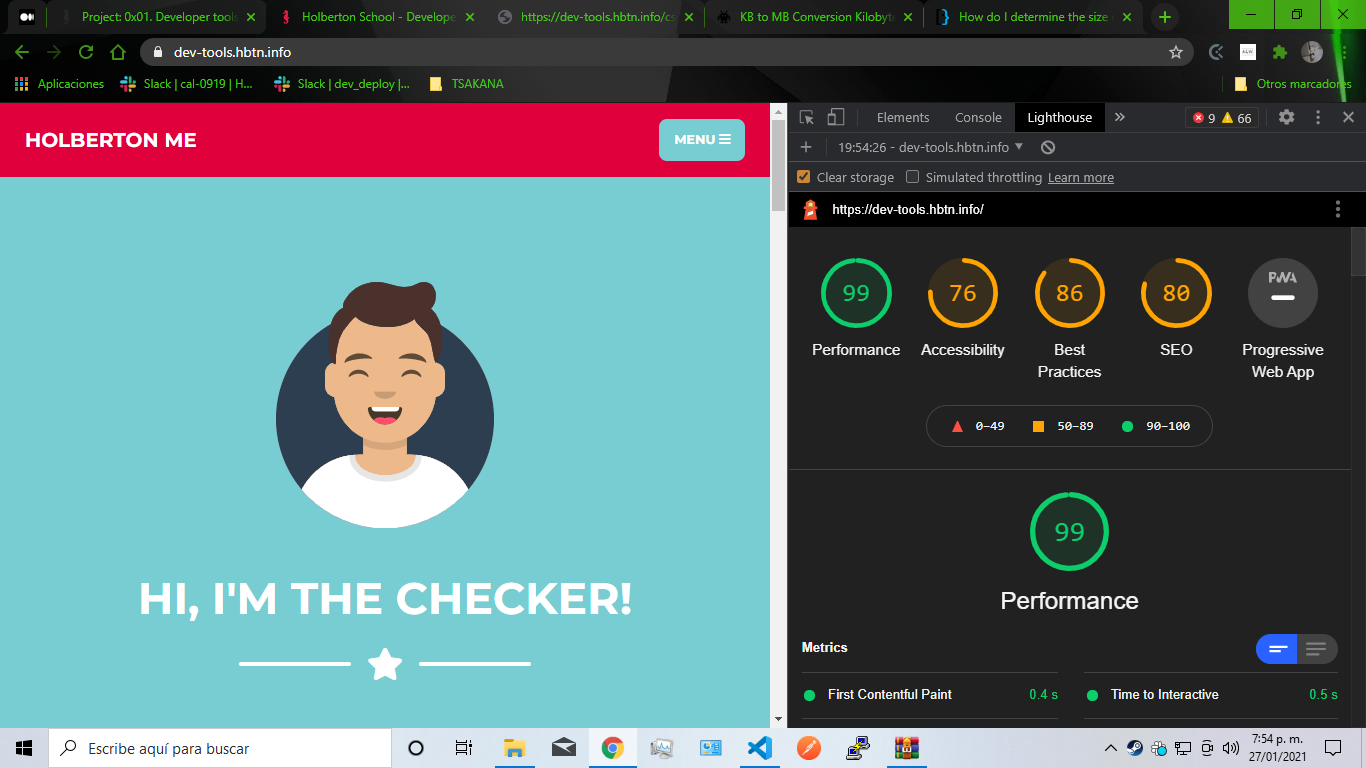 Project: 0x01. Developer tools
Holberton School - Develope
https://dev-tools.hbtn.info/cs
KB to MB Conversion Kilobyt
How do I determine the size
dev-tools.hbtn.info
Aplicaciones
Slack | cal-0919 | H...
Slack | dev_deploy |...
TSAKANA
Otros marcadores
HOLBERTON ME
MENU
HI, I'M THE CHECKER!
Elements
Console
Lighthouse
»
9
66
19:54:26 - dev-tools.hbtn.info
Clear storage
Simulated throttling
Learn more
https://dev-tools.hbtn.info/
99
76
86
80
PWA
Performance
Accessibility
Best
Practices
SEO
Progressive
Web App
0–49
50–89
90–100
99
Performance
Metrics
First Contentful Paint
0.4 s
Time to Interactive
0.5 s
Escribe aquí para buscar
7:54 p. m.
27/01/2021